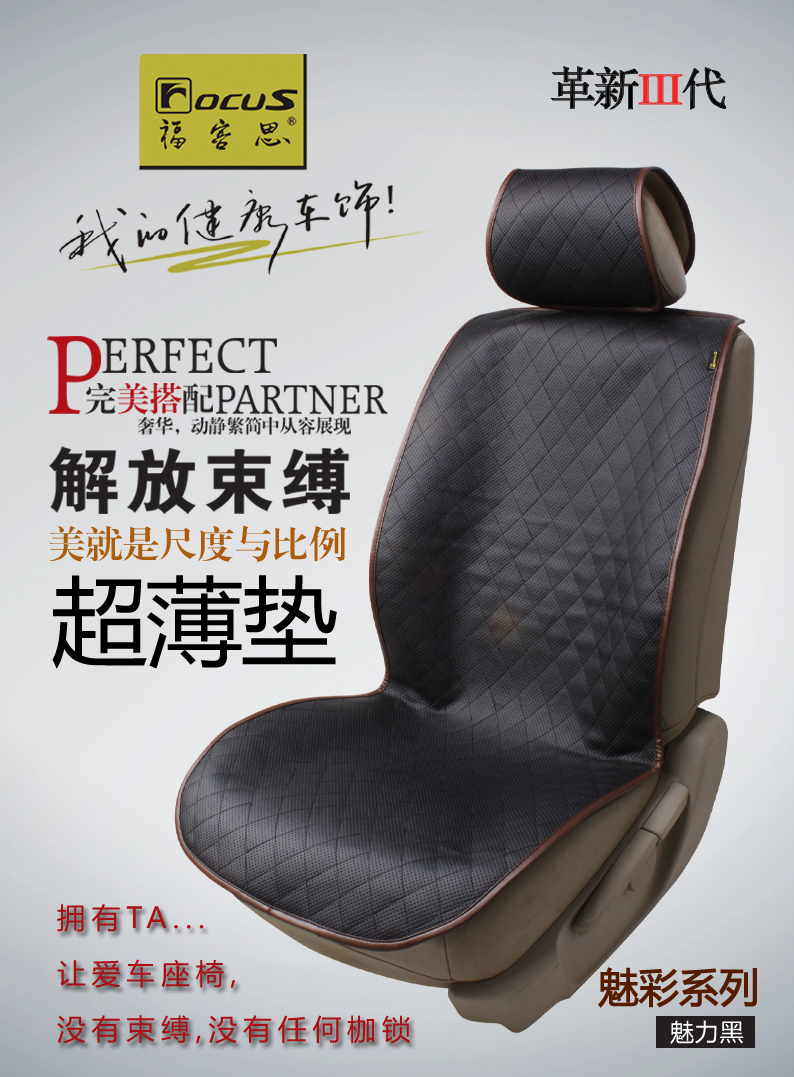 FOCUS
福客思®
革新III代
我的健康车饰!
PERFECT
完美搭配PARTNER
奢华，动静繁简中从容展现
解放束缚
美就是尺度与比例
超薄垫
FOCUS
拥有TA...
让爱车座椅,
没有束缚,没有任何枷锁
魅彩系列
魅力黑